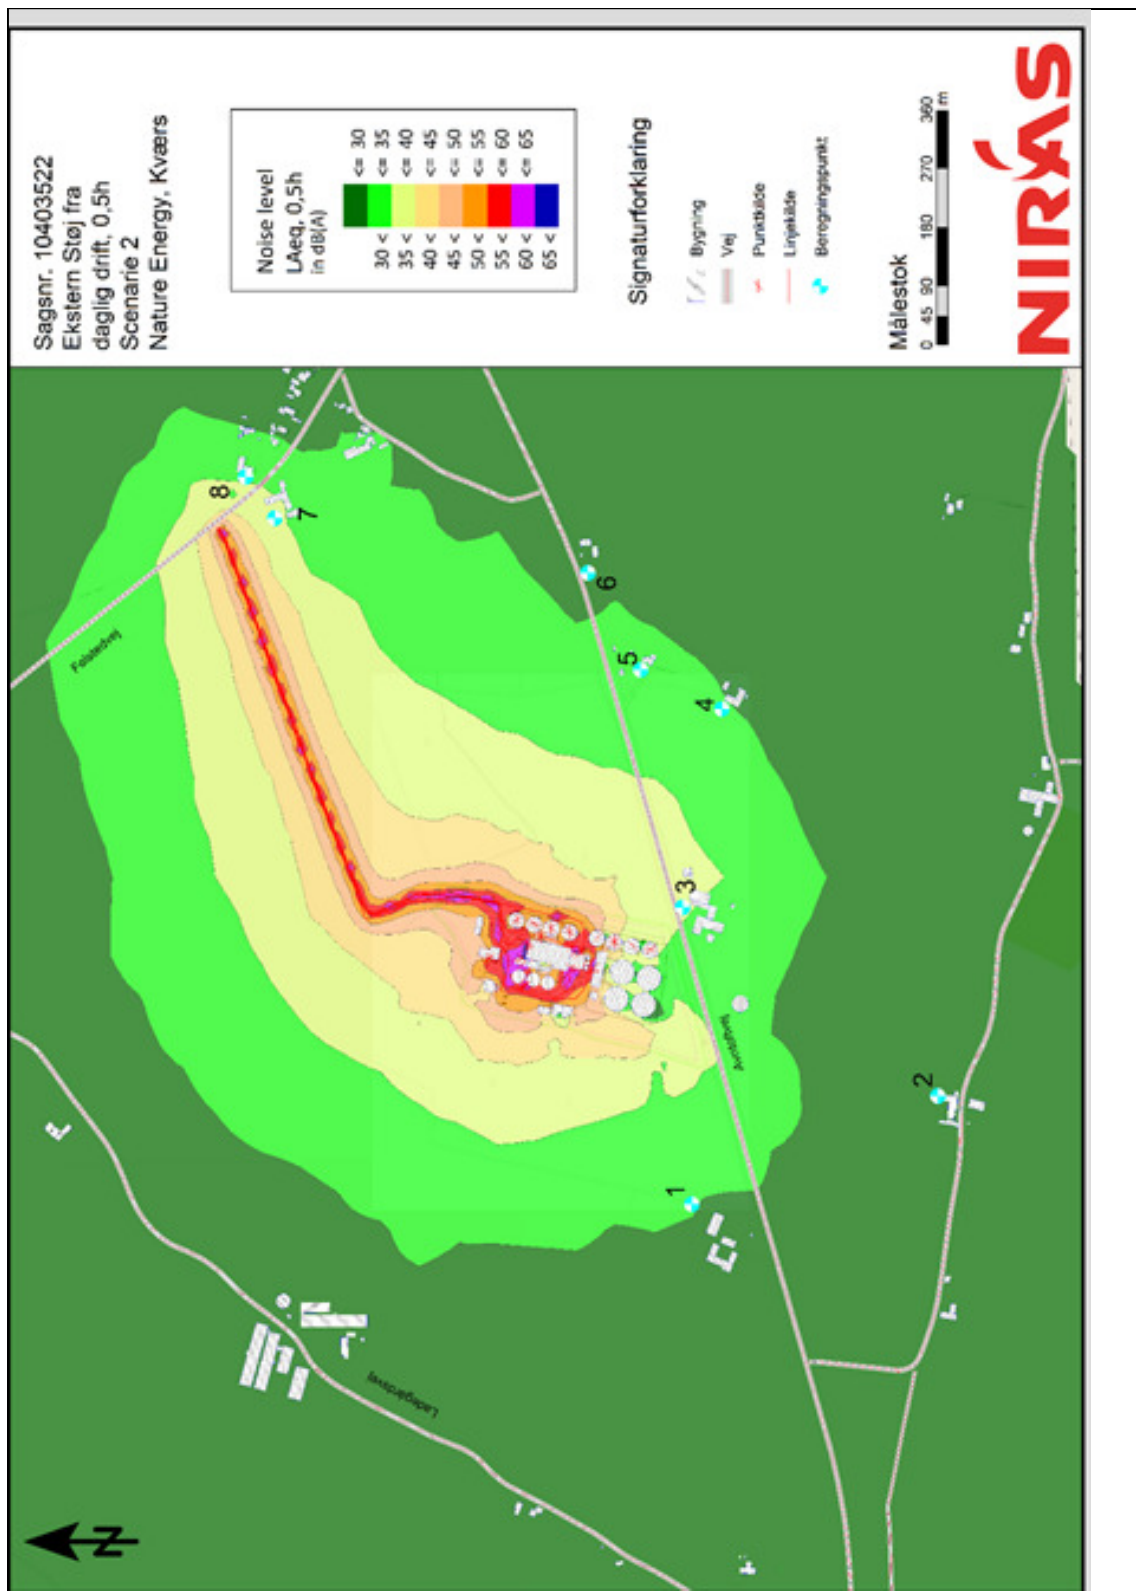 Sagsnr. 10403522
Ekstern Støj fra
daglig drift, 0,5h
Scenarie 2
Nature Energy, Kværs
Noise level
LAeq, 0,5h
in dB(A)
<= 30
30 < <= 35
35 < <= 40
40 < <= 45
45 < <= 50
50 < <= 55
55 < <= 60
60 < <= 65
65 <
Signaturforklaring
Bygning
Vej
Punktkilde
Linjekilde
Beregningspunkt
Målestok
0 45 90 180 270 360
m
NIRAS
N
Felstedvej
Avntoftvej
Ladegårdsvej
1
2
3
4
5
6
7
8